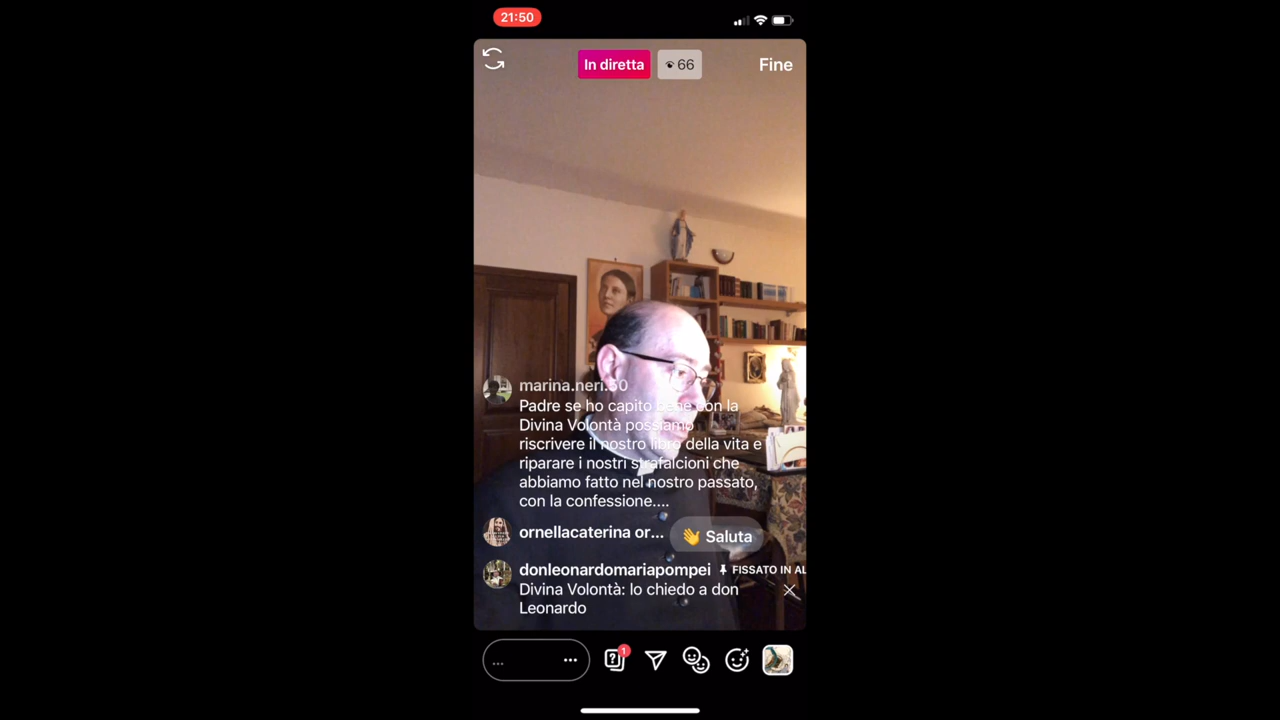 21:50
In diretta 66 Fine
marina.neri.50
Padre se ho capito bene con la
Divina Volontà possiamo
riscrivere il nostro libro della vita e
riparare i nostri strafalcioni che
abbiamo fatto nel nostro passato,
con la confessione....
ornellacaterina or... 👋 Saluta
donleonardomariapompei FISSATO IN AL
Divina Volontà: lo chiedo a don
Leonardo
... •••
? 1